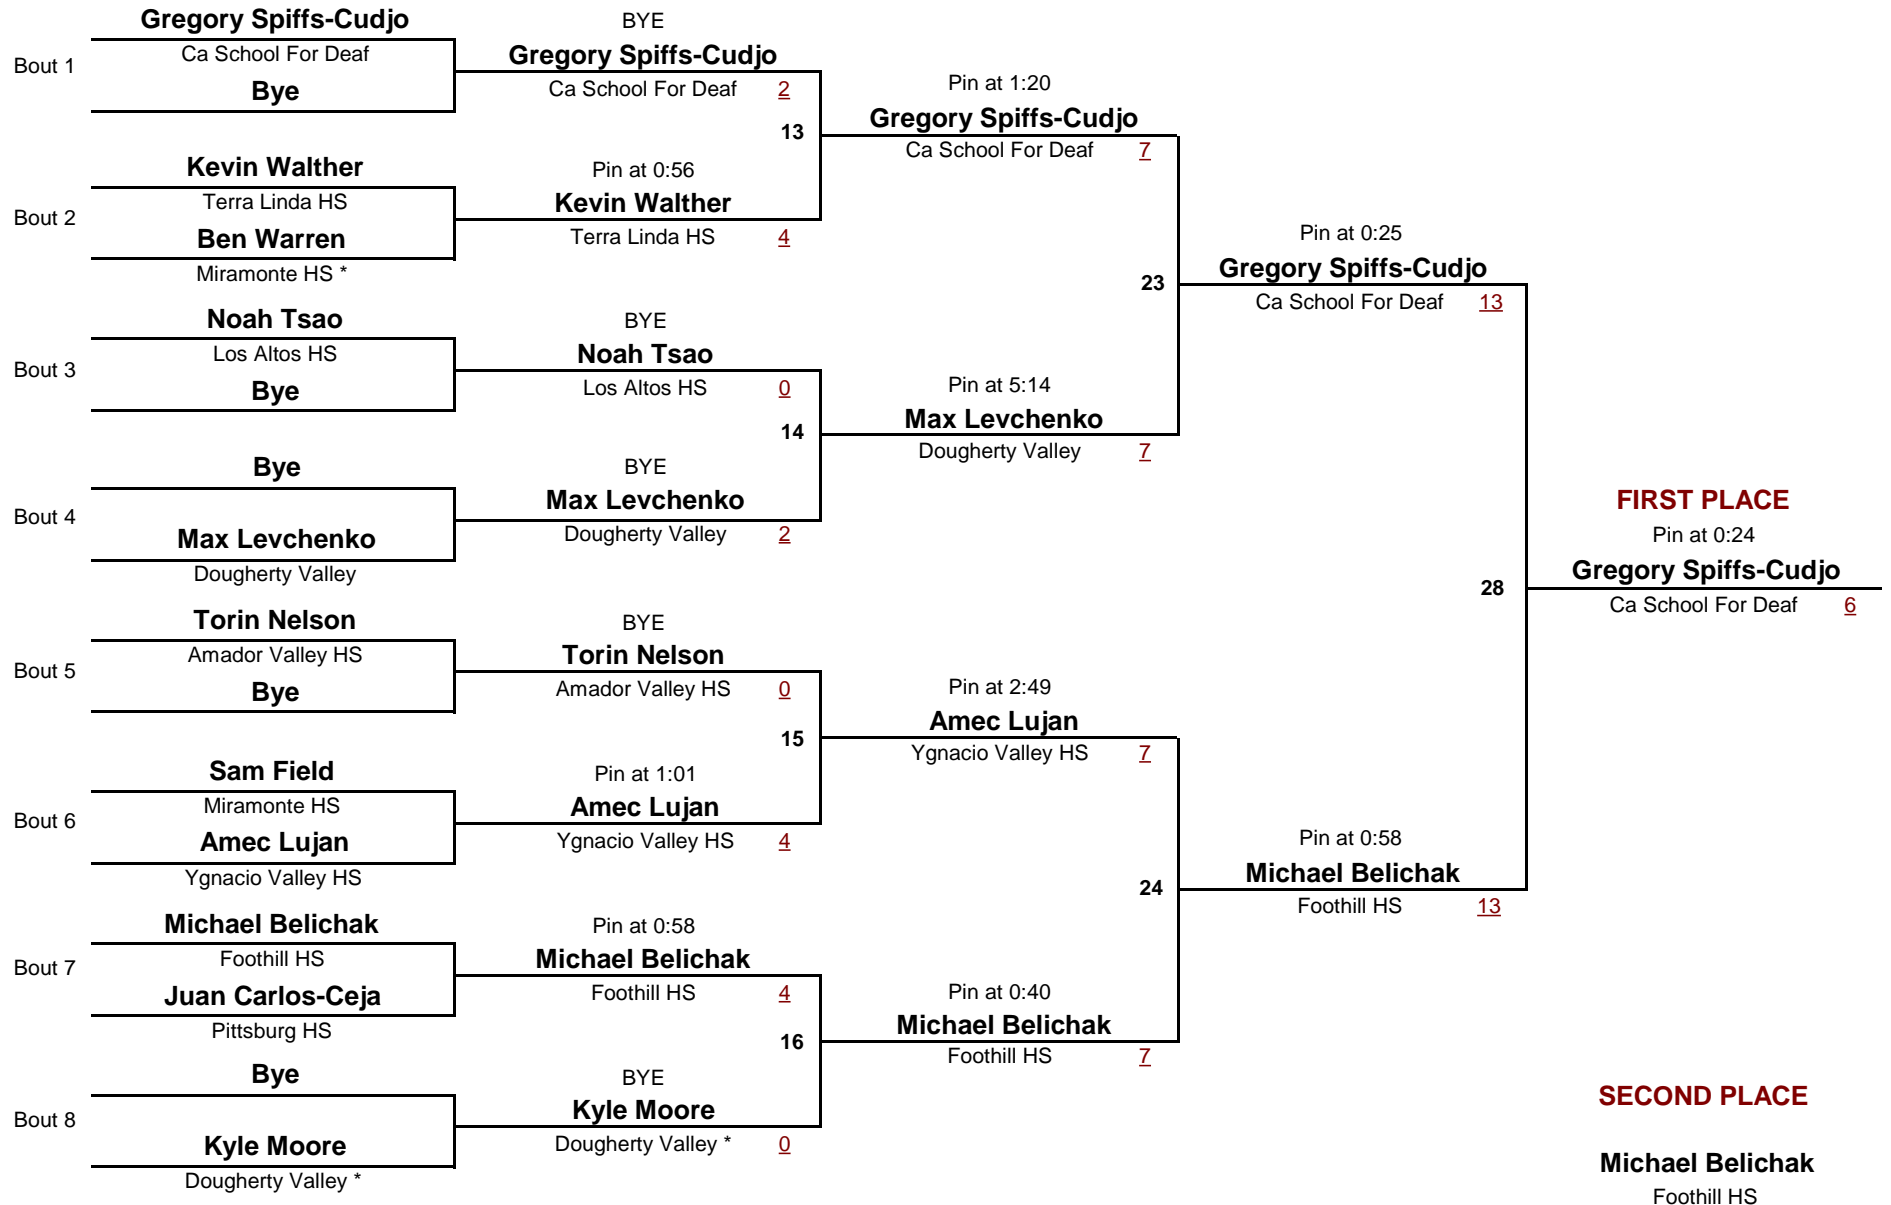 Bout 1
Gregory Spiffs-Cudjo
Ca School For Deaf
Bye
Bout 2
Kevin Walther
Terra Linda HS
Ben Warren
Miramonte HS *
Bout 3
Noah Tsao
Los Altos HS
Bye
Bout 4
Bye
Max Levchenko
Dougherty Valley
Bout 5
Torin Nelson
Amador Valley HS
Bye
Bout 6
Sam Field
Miramonte HS
Amec Lujan
Ygnacio Valley HS
Bout 7
Michael Belichak
Foothill HS
Juan Carlos-Ceja
Pittsburg HS
Bout 8
Bye
Kyle Moore
Dougherty Valley *
BYE
Gregory Spiffs-Cudjo
Ca School For Deaf 2
13
Pin at 0:56
Kevin Walther
Terra Linda HS 4
BYE
Noah Tsao
Los Altos HS 0
14
BYE
Max Levchenko
Dougherty Valley 2
BYE
Torin Nelson
Amador Valley HS 0
15
Pin at 1:01
Amec Lujan
Ygnacio Valley HS 4
Pin at 0:58
Michael Belichak
Foothill HS 4
16
BYE
Kyle Moore
Dougherty Valley * 0
Pin at 1:20
Gregory Spiffs-Cudjo
Ca School For Deaf 7
23
Pin at 5:14
Max Levchenko
Dougherty Valley 7
Pin at 2:49
Amec Lujan
Ygnacio Valley HS 7
24
Pin at 0:40
Michael Belichak
Foothill HS 7
Pin at 0:25
Gregory Spiffs-Cudjo
Ca School For Deaf 13
28
Pin at 0:58
Michael Belichak
Foothill HS 13
FIRST PLACE
Pin at 0:24
Gregory Spiffs-Cudjo
Ca School For Deaf 6
SECOND PLACE
Michael Belichak
Foothill HS